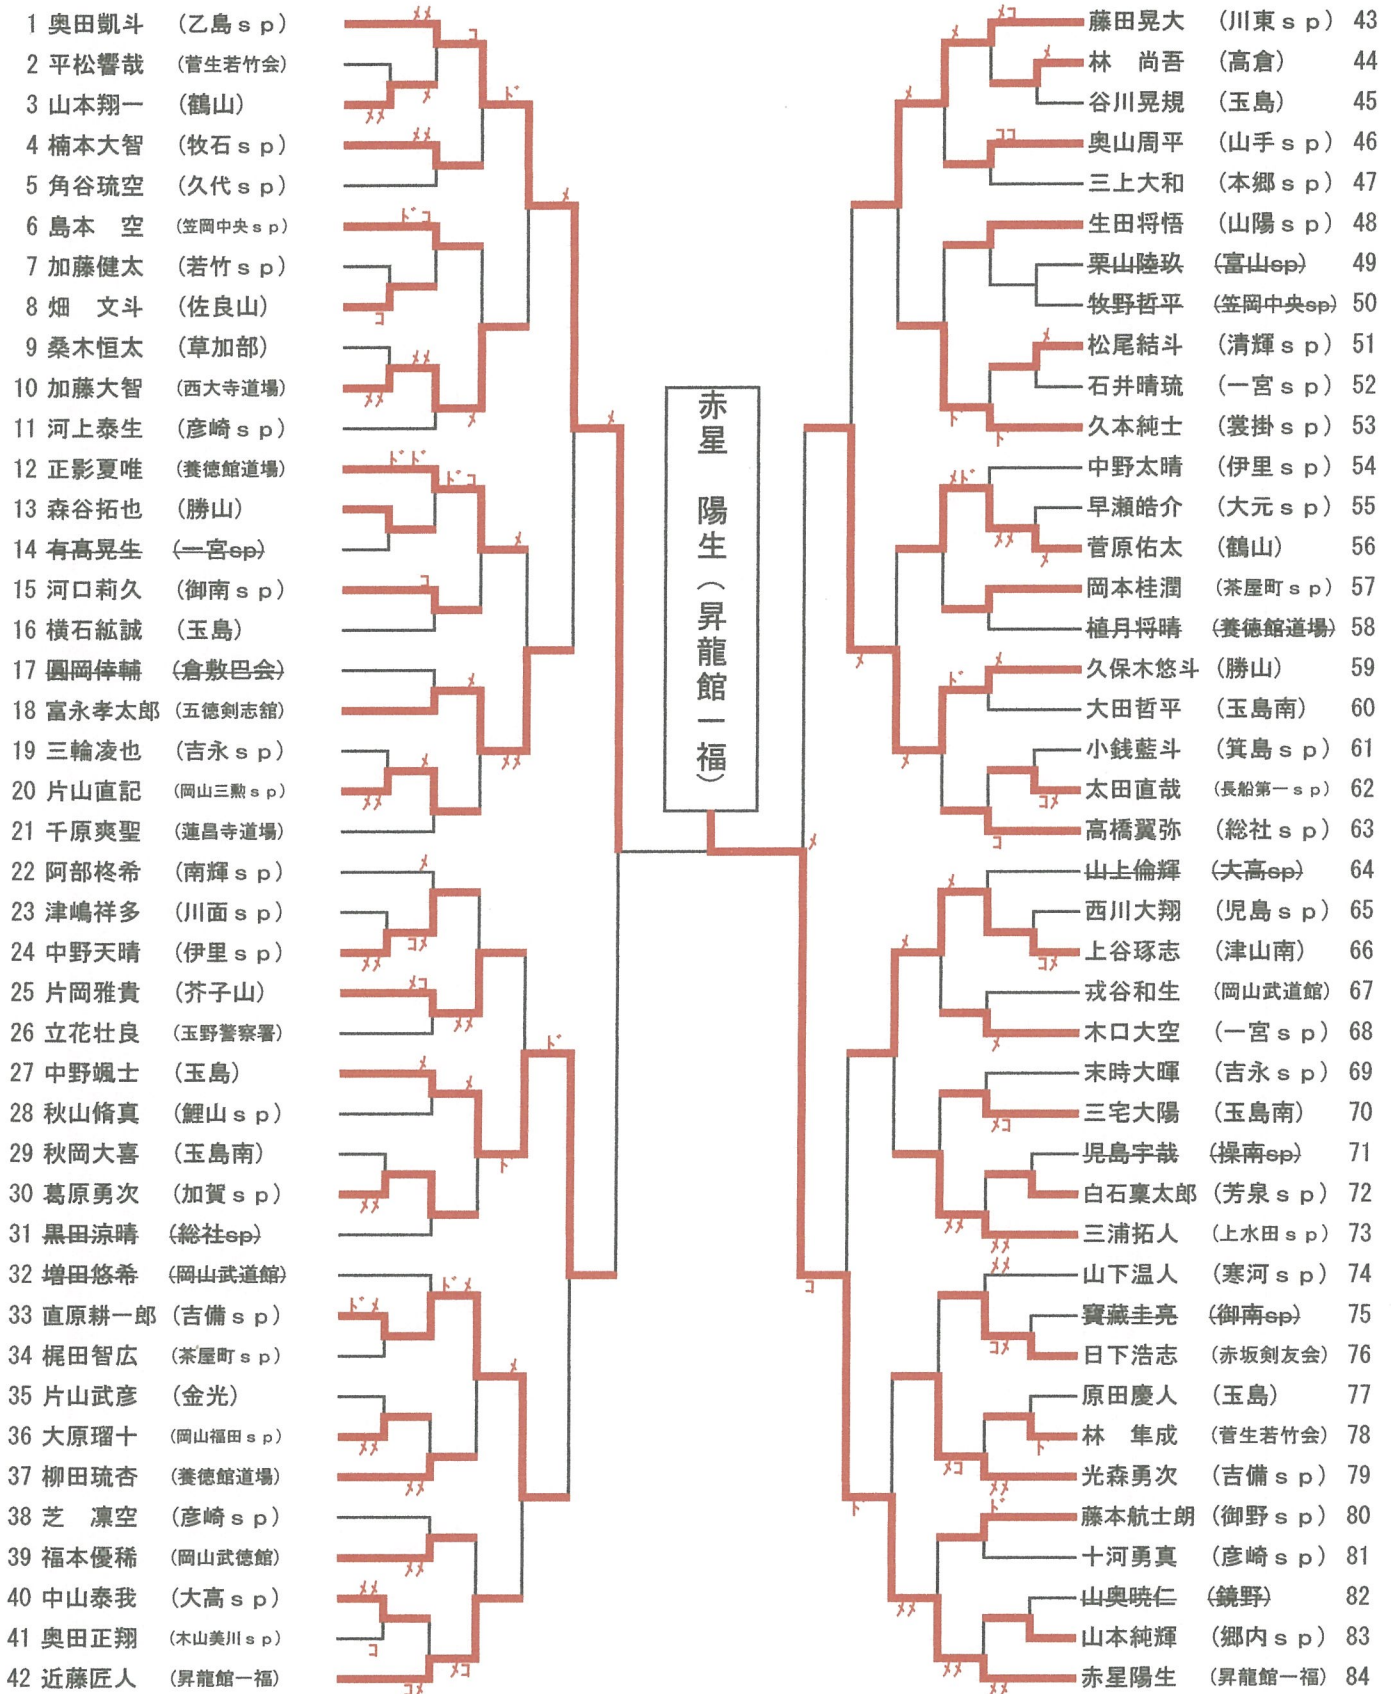 1 奥田凱斗 (乙島ｓｐ)
2 平松響哉 (菅生若竹会)
3 山本翔一 (鶴山)
4 楠本大智 (牧石ｓｐ)
5 角谷琉空 (久代ｓｐ)
6 島本　空 (笠岡中央ｓｐ)
7 加藤健太 (若竹ｓｐ)
8 畑　文斗 (佐良山)
9 桑木恒太 (草加部)
10 加藤大智 (西大寺道場)
11 河上泰生 (彦崎ｓｐ)
12 正影夏唯 (養徳館道場)
13 森谷拓也 (勝山)
14 有高晃生 (一宮sp)
15 河口莉久 (御南ｓｐ)
16 横石紘誠 (玉島)
17 圓岡倖輔 (倉敷巴会)
18 富永孝太郎 (五徳剣志舘)
19 三輪凌也 (吉永ｓｐ)
20 片山直記 (岡山三勲ｓｐ)
21 千原爽聖 (蓮昌寺道場)
22 阿部柊希 (南輝ｓｐ)
23 津嶋祥多 (川面ｓｐ)
24 中野天晴 (伊里ｓｐ)
25 片岡雅貴 (芥子山)
26 立花壮良 (玉野警察署)
27 中野颯士 (玉島)
28 秋山脩真 (鯉山ｓｐ)
29 秋岡大喜 (玉島南)
30 葛原勇次 (加賀ｓｐ)
31 黒田涼晴 (総社sp)
32 増田悠希 (岡山武道館)
33 直原耕一郎 (吉備ｓｐ)
34 梶田智広 (茶屋町ｓｐ)
35 片山武彦 (金光)
36 大原瑠十 (岡山福田ｓｐ)
37 柳田琉杏 (養徳館道場)
38 芝　凛空 (彦崎ｓｐ)
39 福本優稀 (岡山武徳館)
40 中山泰我 (大高ｓｐ)
41 奥田正翔 (木山美川ｓｐ)
42 近藤匠人 (昇龍館一福)
赤星　陽生（昇龍館一福）
藤田晃大 (川東ｓｐ) 43
林　尚吾 (高倉) 44
谷川晃規 (玉島) 45
奥山周平 (山手ｓｐ) 46
三上大和 (本郷ｓｐ) 47
生田将悟 (山陽ｓｐ) 48
栗山陸玖 (富山sp) 49
牧野哲平 (笠岡中央sp) 50
松尾結斗 (清輝ｓｐ) 51
石井晴琉 (一宮ｓｐ) 52
久本純士 (裳掛ｓｐ) 53
中野太晴 (伊里ｓｐ) 54
早瀬皓介 (大元ｓｐ) 55
菅原佑太 (鶴山) 56
岡本桂潤 (茶屋町ｓｐ) 57
植月将晴 (養徳館道場) 58
久保木悠斗 (勝山) 59
大田哲平 (玉島南) 60
小銭藍斗 (箕島ｓｐ) 61
太田直哉 (長船第一ｓｐ) 62
高橋翼弥 (総社ｓｐ) 63
山上倫輝 (大高sp) 64
西川大翔 (児島ｓｐ) 65
上谷琢志 (津山南) 66
戎谷和生 (岡山武道館) 67
木口大空 (一宮ｓｐ) 68
末時大暉 (吉永ｓｐ) 69
三宅大陽 (玉島南) 70
児島宇哉 (操南sp) 71
白石稟太郎 (芳泉ｓｐ) 72
三浦拓人 (上水田ｓｐ) 73
山下温人 (寒河ｓｐ) 74
寶藏圭亮 (御南sp) 75
日下浩志 (赤坂剣友会) 76
原田慶人 (玉島) 77
林　隼成 (菅生若竹会) 78
光森勇次 (吉備ｓｐ) 79
藤本航士朗 (御野ｓｐ) 80
十河勇真 (彦崎ｓｐ) 81
山奥暁仁 (鏡野) 82
山本純輝 (郷内ｓｐ) 83
赤星陽生 (昇龍館一福) 84